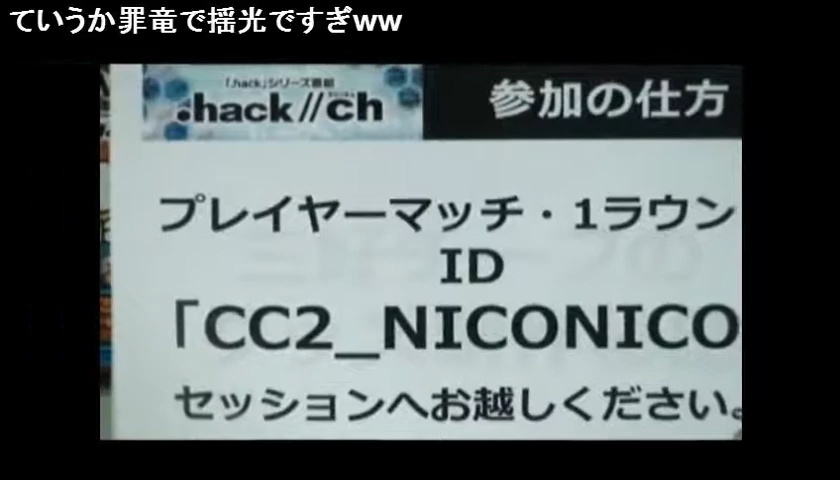 ていうか罪竜で揺光ですぎww
「.hack」シリーズ番組
.hack//ch
参加の仕方
プレイヤーマッチ・1ラウン
ID
「CC2_NICONICO
セッションへお越しください。